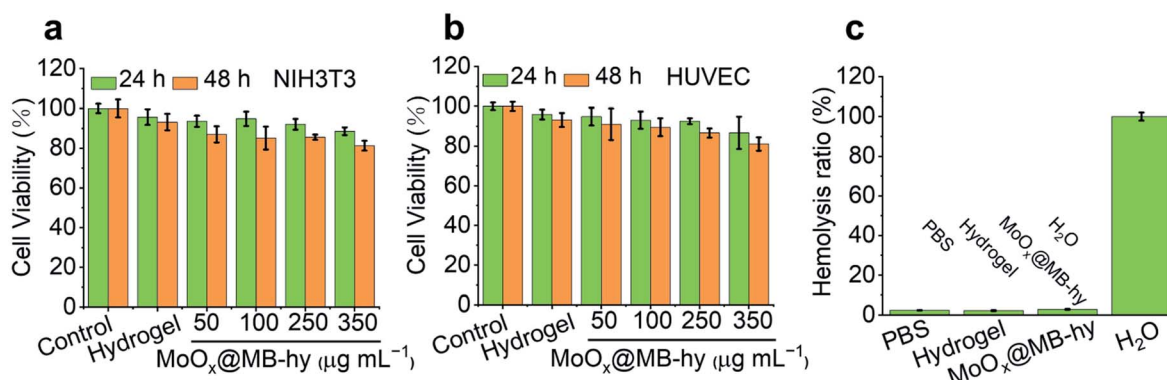 a
24 h 48 h NIH3T3
Cell Viability (%)
120
100
80
60
40
20
0
Control Hydrogel 50 100 250 350
MoOₓ@MB-hy (μg mL⁻¹)
b
24 h 48 h HUVEC
Cell Viability (%)
120
100
80
60
40
20
0
Control Hydrogel 50 100 250 350
MoOₓ@MB-hy (μg mL⁻¹)
c
Hemolysis ratio (%)
120
100
80
60
40
20
0
PBS Hydrogel MoOₓ@MB-hy H₂O
PBS Hydrogel MoOₓ@MB-hy H₂O